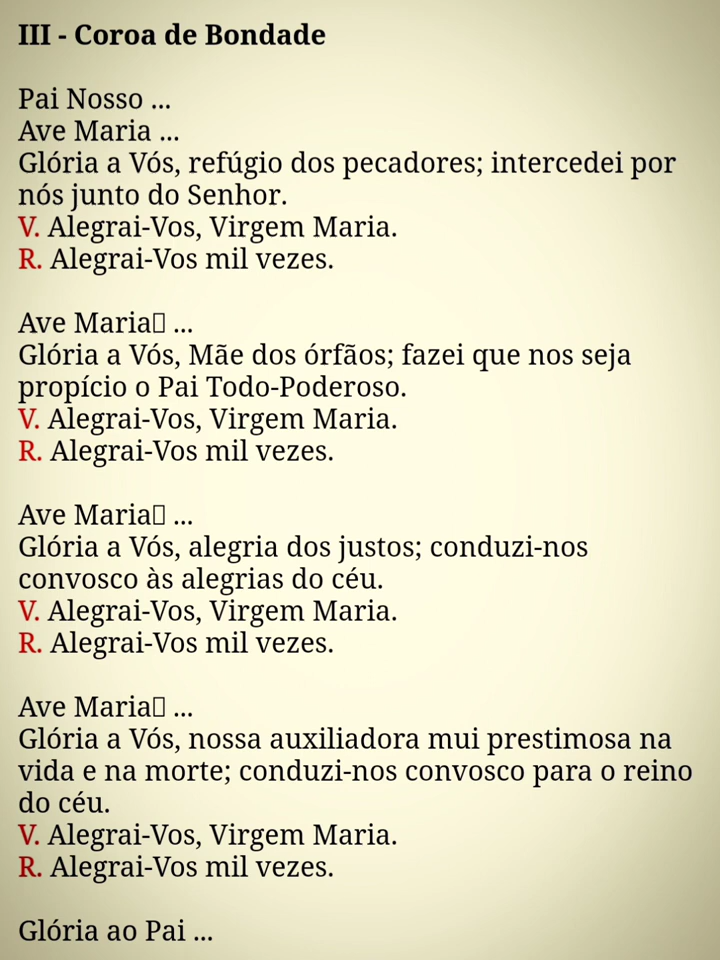 III - Coroa de Bondade
Pai Nosso ...
Ave Maria ...
Glória a Vós, refúgio dos pecadores; intercedei por
nós junto do Senhor.
V. Alegrai-Vos, Virgem Maria.
R. Alegrai-Vos mil vezes.
Ave Maria▯ ...
Glória a Vós, Mãe dos órfãos; fazei que nos seja
propício o Pai Todo-Poderoso.
V. Alegrai-Vos, Virgem Maria.
R. Alegrai-Vos mil vezes.
Ave Maria▯ ...
Glória a Vós, alegria dos justos; conduzi-nos
convosco às alegrias do céu.
V. Alegrai-Vos, Virgem Maria.
R. Alegrai-Vos mil vezes.
Ave Maria▯ ...
Glória a Vós, nossa auxiliadora mui prestimosa na
vida e na morte; conduzi-nos convosco para o reino
do céu.
V. Alegrai-Vos, Virgem Maria.
R. Alegrai-Vos mil vezes.
Glória ao Pai ...